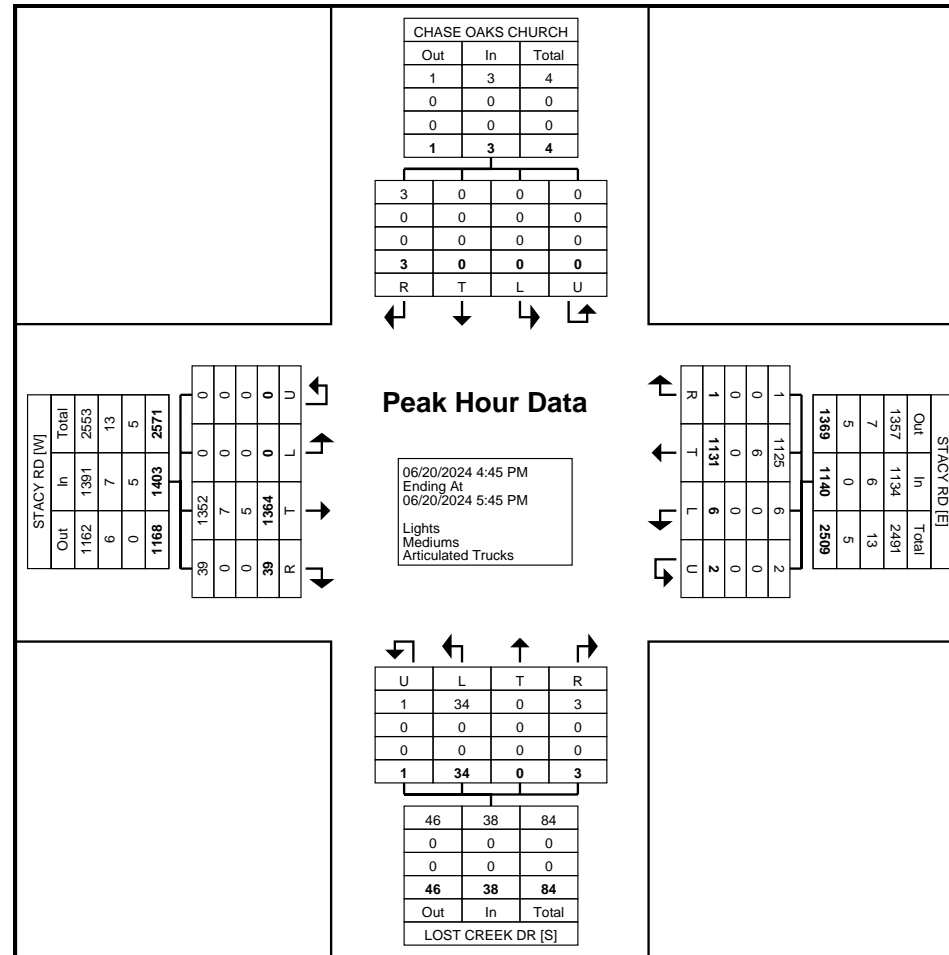 CHASE OAKS CHURCH
Out In Total
1 3 4
0 0 0
0 0 0
1 3 4
3 0 0 0
0 0 0 0
0 0 0 0
3 0 0 0
R T L U
STACY RD [W]
Total In Out
2553 1391 1162
13 7 6
5 5 0
2571 1403 1168
0 0 1352 39
0 0 7 0
0 0 5 0
0 0 1364 39
U L T R
Peak Hour Data
06/20/2024 4:45 PM
Ending At
06/20/2024 5:45 PM
Lights
Mediums
Articulated Trucks
R T L U
1 1131 6 2
0 0 0 0
0 6 0 0
1 1125 6 2
1369 1140 2509
5 0 5
7 6 13
1357 1134 2491
Out In Total
STACY RD [E]
U L T R
1 34 0 3
0 0 0 0
0 0 0 0
1 34 0 3
46 38 84
0 0 0
0 0 0
46 38 84
Out In Total
LOST CREEK DR [S]